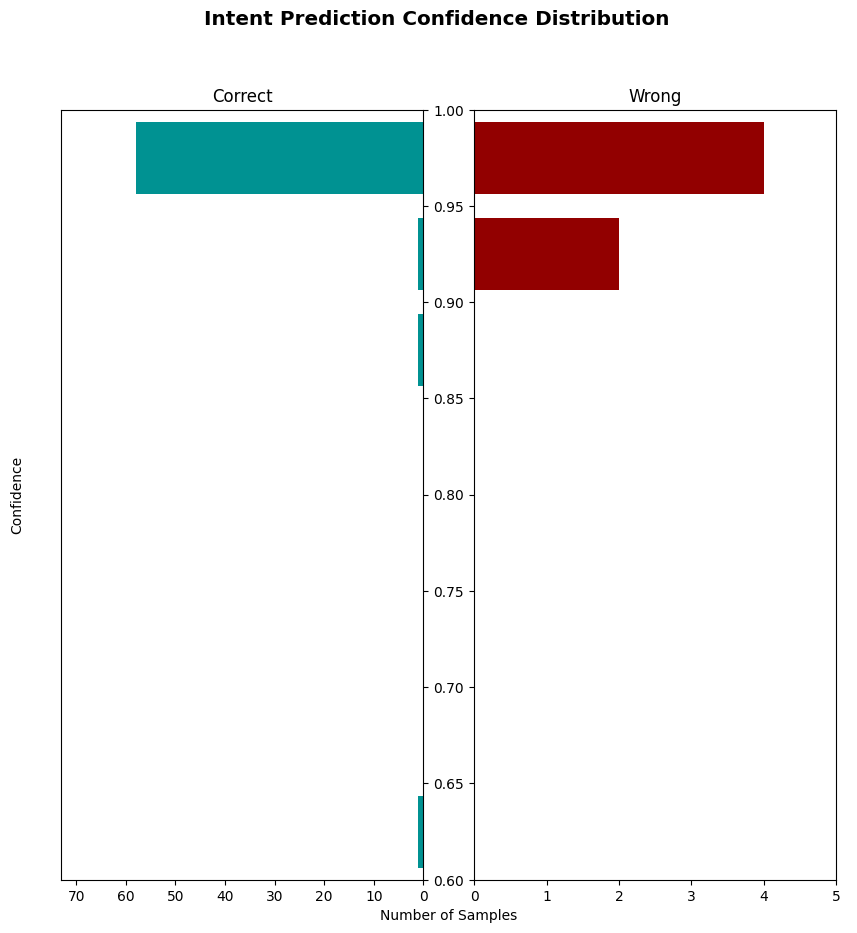 Intent Prediction Confidence Distribution
Correct
Wrong
1.00
0.95
0.90
0.85
0.80
0.75
0.70
0.65
0.60
Confidence
70 60 50 40 30 20 10 0
0 1 2 3 4 5
Number of Samples